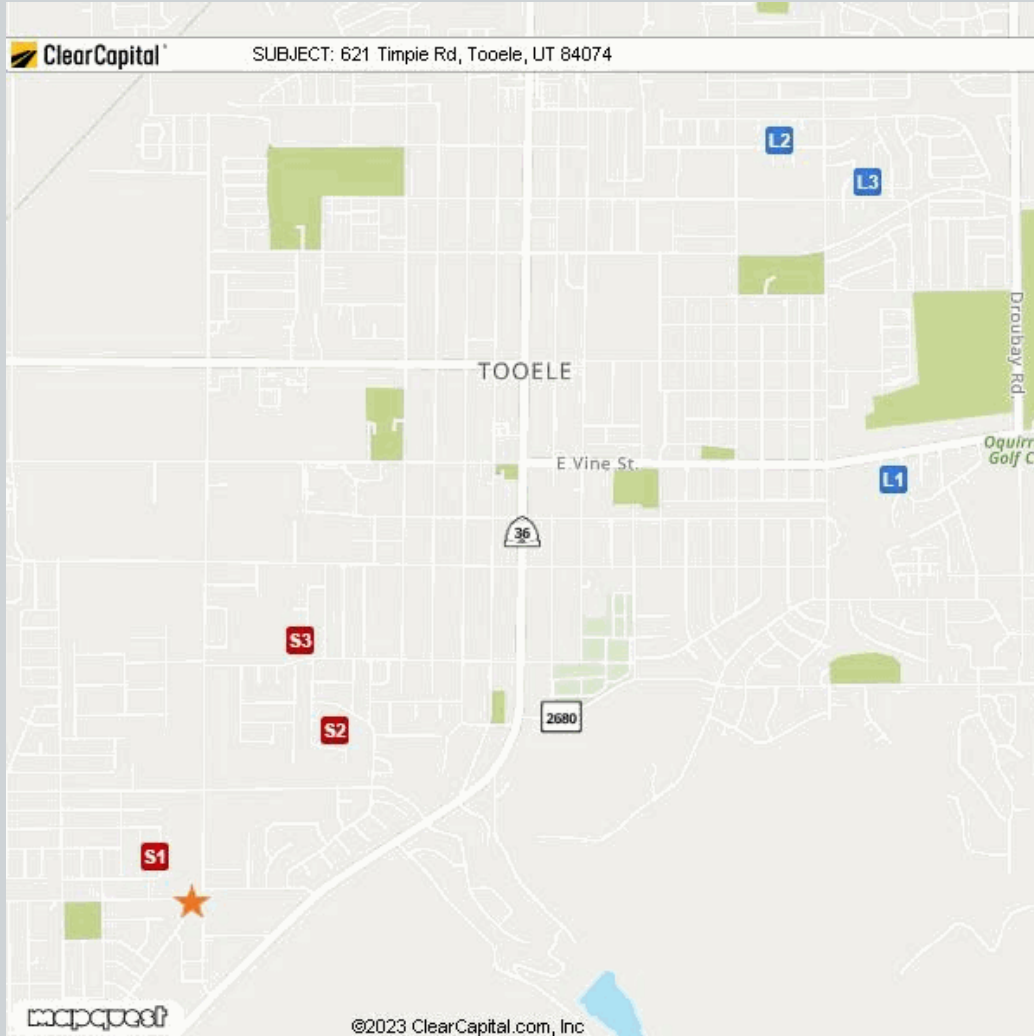 ClearCapital
SUBJECT: 621 Timpie Rd, Tooele, UT 84074
L2
L3
Droubay Rd.
TOOELE
E Vine St.
Golf
L1
36
S3
2680
S2
S1
mapquest
©2023 ClearCapital.com, Inc